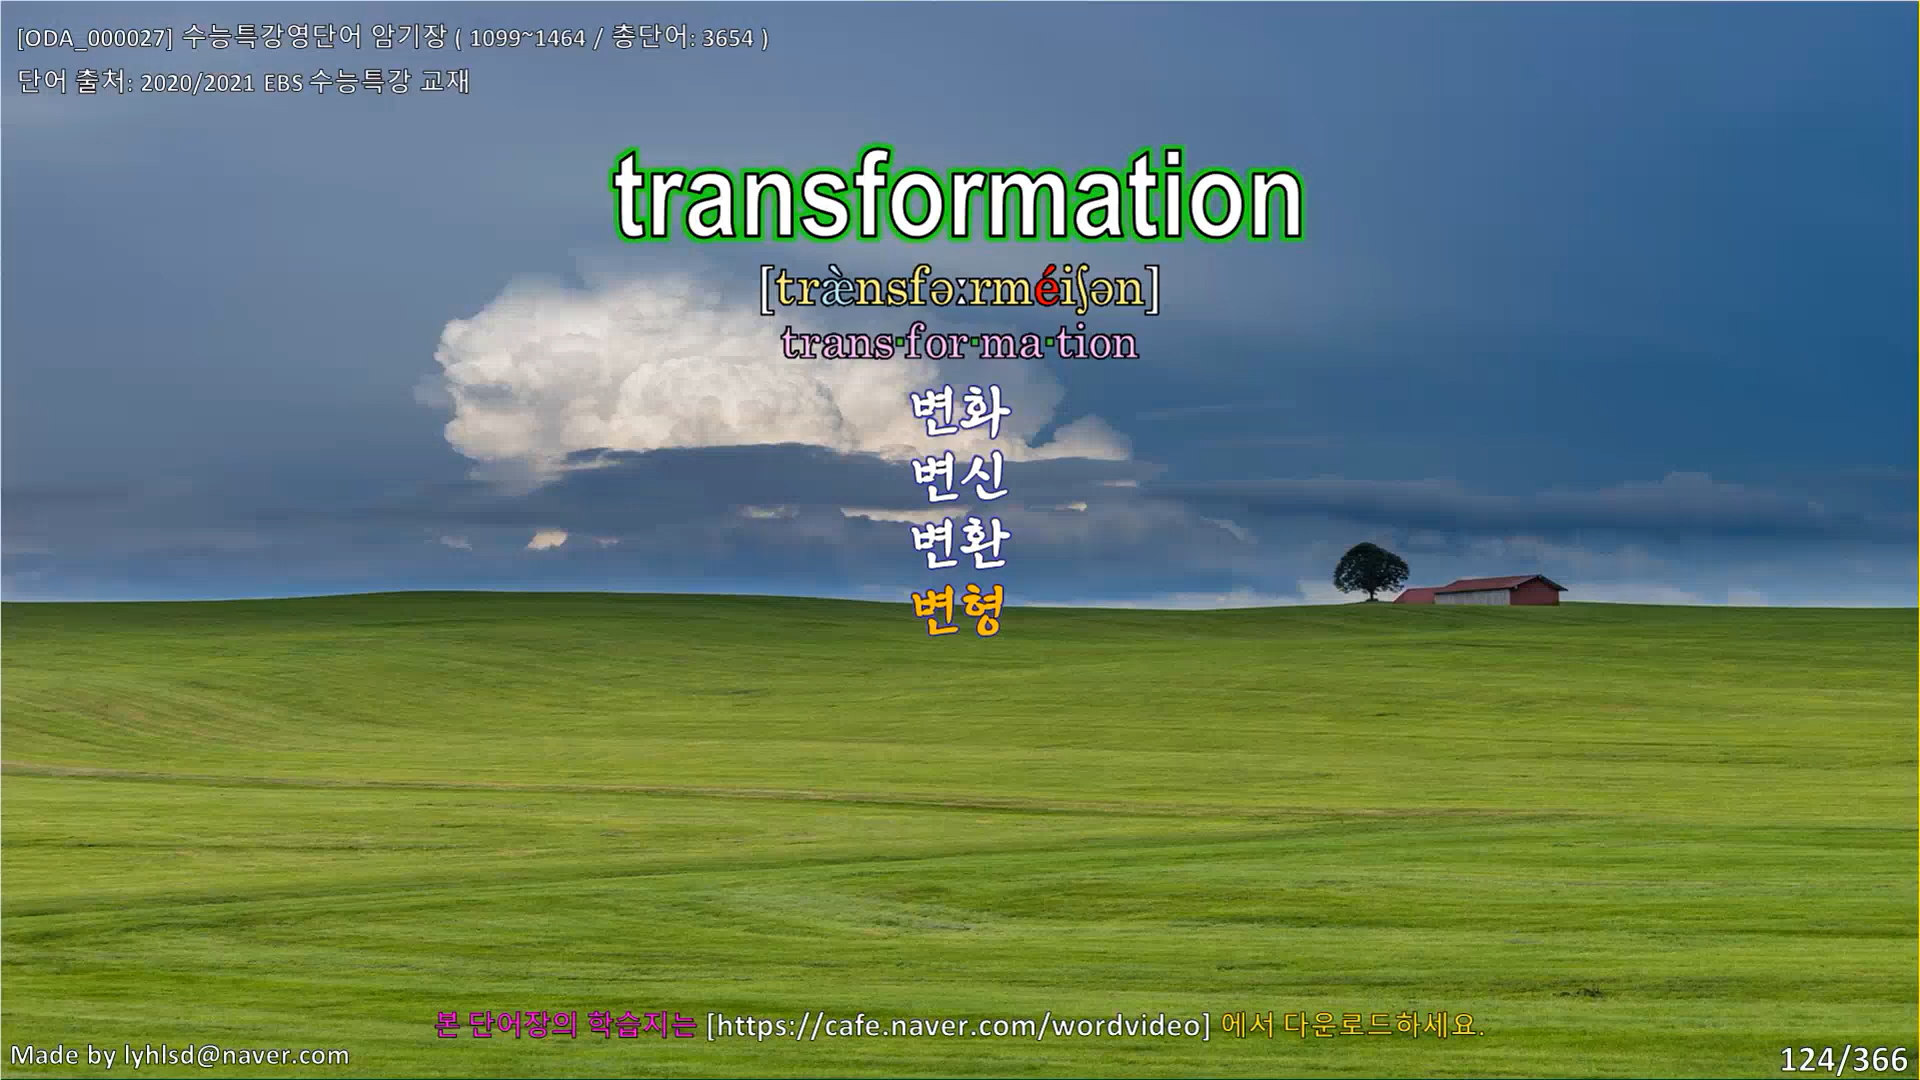 [ODA_000027] 수능특강영단어 암기장 ( 1099~1464 / 총단어: 3654 )
단어 출처: 2020/2021 EBS 수능특강 교재
transformation
[træ̀nsfəːrméiʃən]
trans·for·ma·tion
변화
변신
변환
변형
본 단어장의 학습지는 [https://cafe.naver.com/wordvideo] 에서 다운로드하세요.
Made by lyhlsd@naver.com
124/366